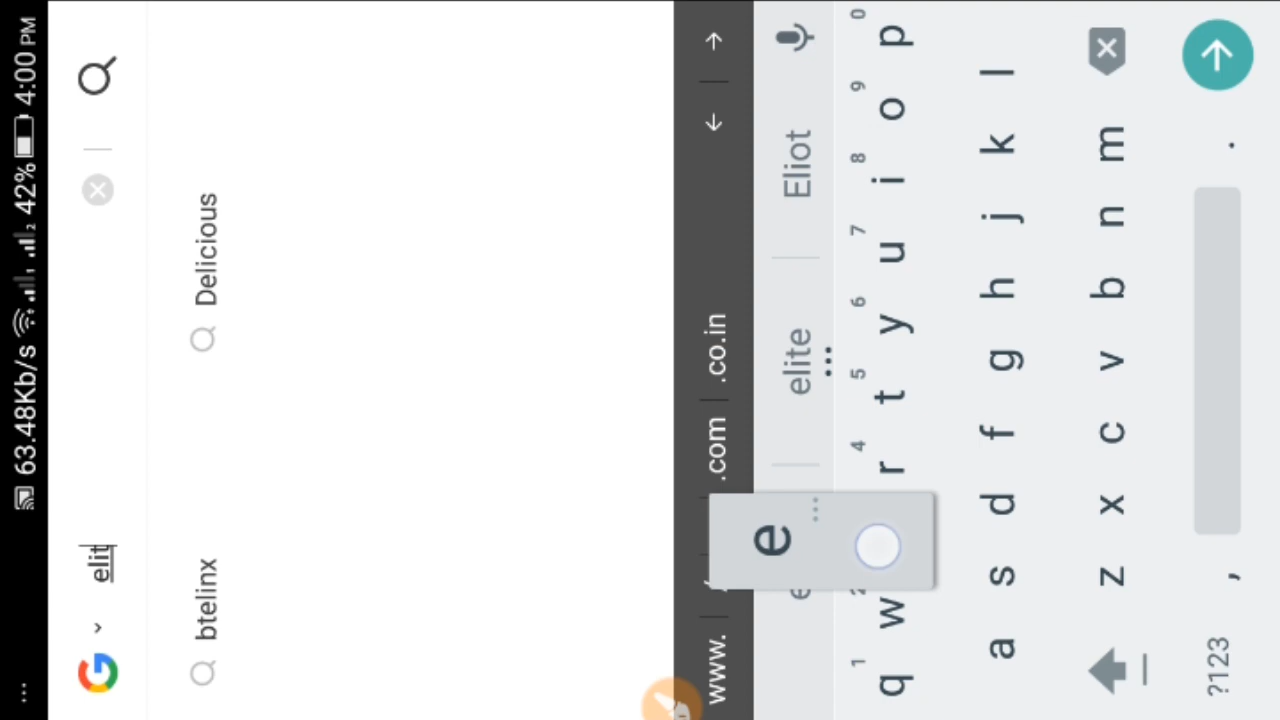 ... 63.48Kb/s 42% 4:00 PM
elit
btelinx
Delicious
www. .com .co.in
elite Eliot
e
1 2 4 5 6 7 8 9 0
q w r t y u i o p
a s d f g h j k l
z x c v b n m
?123 , .